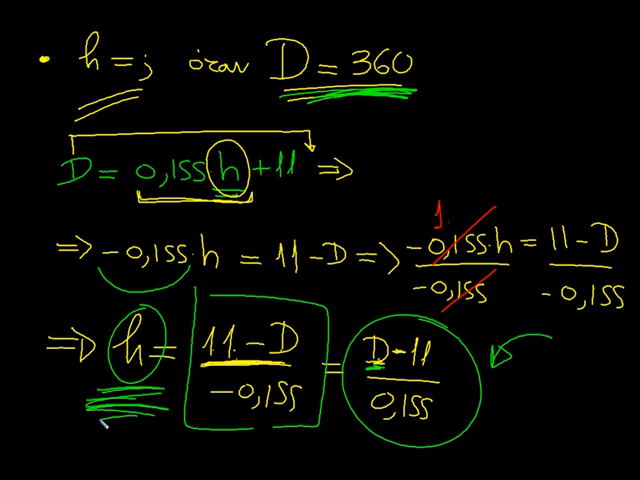 • h = ; όταν D = 360
D = 0,155·h + 11 ⇒
⇒ -0,155·h = 11 - D => 1. -0,155·h / -0,155 = 11 - D / -0,155
⇒ h = 11 - D / -0,155 = D - 11 / 0,155